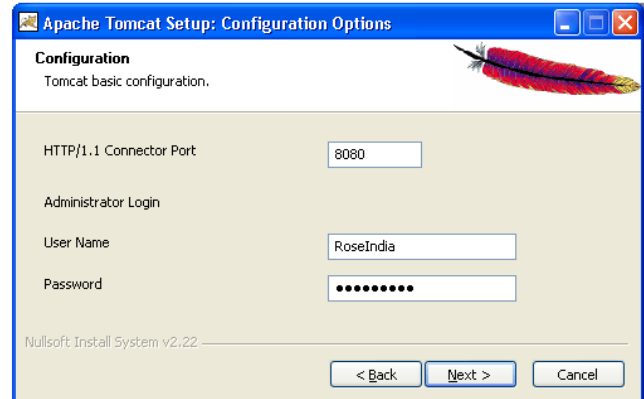 Apache Tomcat Setup: Configuration Options
Configuration
Tomcat basic configuration.
HTTP/1.1 Connector Port 8080
Administrator Login
User Name RoseIndia
Password ●●●●●●●●●
Nullsoft Install System v2.22
< Back Next > Cancel